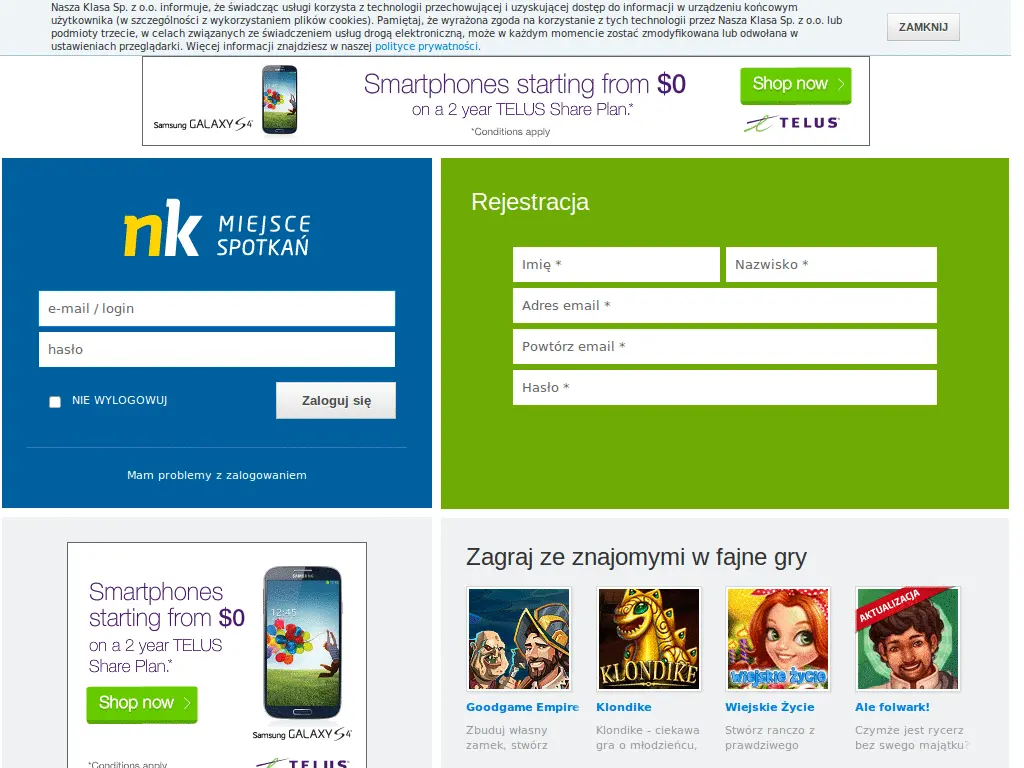 Nasza Klasa Sp. z o.o. informuje, że świadcząc usługi korzysta z technologii przechowującej i uzyskującej dostęp do informacji w urządzeniu końcowym
użytkownika (w szczególności z wykorzystaniem plików cookies). Pamiętaj, że wyrażona zgoda na korzystanie z tych technologii przez Nasza Klasa Sp. z o.o. lub
podmioty trzecie, w celach związanych ze świadczeniem usług drogą elektroniczną, może w każdym momencie zostać zmodyfikowana lub odwołana w
ustawieniach przeglądarki. Więcej informacji znajdziesz w naszej polityce prywatności.
ZAMKNIJ
Samsung GALAXY S4
Smartphones starting from $0
on a 2 year TELUS Share Plan.*
*Conditions apply
Shop now
TELUS
nk MIEJSCE
SPOTKAŃ
e-mail / login
hasło
NIE WYLOGOWUJ
Zaloguj się
Mam problemy z zalogowaniem
Rejestracja
Imię *
Nazwisko *
Adres email *
Powtórz email *
Hasło *
Smartphones
starting from $0
on a 2 year TELUS
Share Plan.*
Shop now
SAMSUNG
12:45
Samsung GALAXY S4
*Conditions apply
TELUS
Zagraj ze znajomymi w fajne gry
KLONDIKE
Wiejskie życie
AKTUALIZACJA
Goodgame Empire
Zbuduj własny
zamek, stwórz
Klondike
Klondike - ciekawa
gra o młodzieńcu,
Wiejskie Życie
Stwórz ranczo z
prawdziwego
Ale folwark!
Czymże jest rycerz
bez swego majątku?